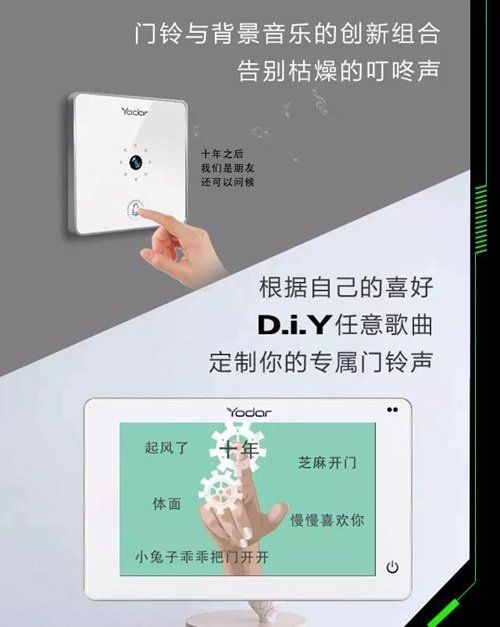 门铃与背景音乐的创新组合
告别枯燥的叮咚声
Yodar
十年之后
我们是朋友
还可以问候
根据自己的喜好
D.i.Y任意歌曲
定制你的专属门铃声
Yodar
起风了
十年
芝麻开门
体面
慢慢喜欢你
小兔子乖乖把门开开